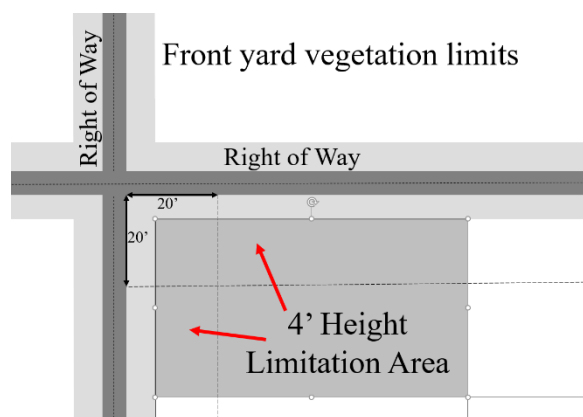 Front yard vegetation limits
Right of Way
Right of Way
20’
20’
4’ Height
Limitation Area